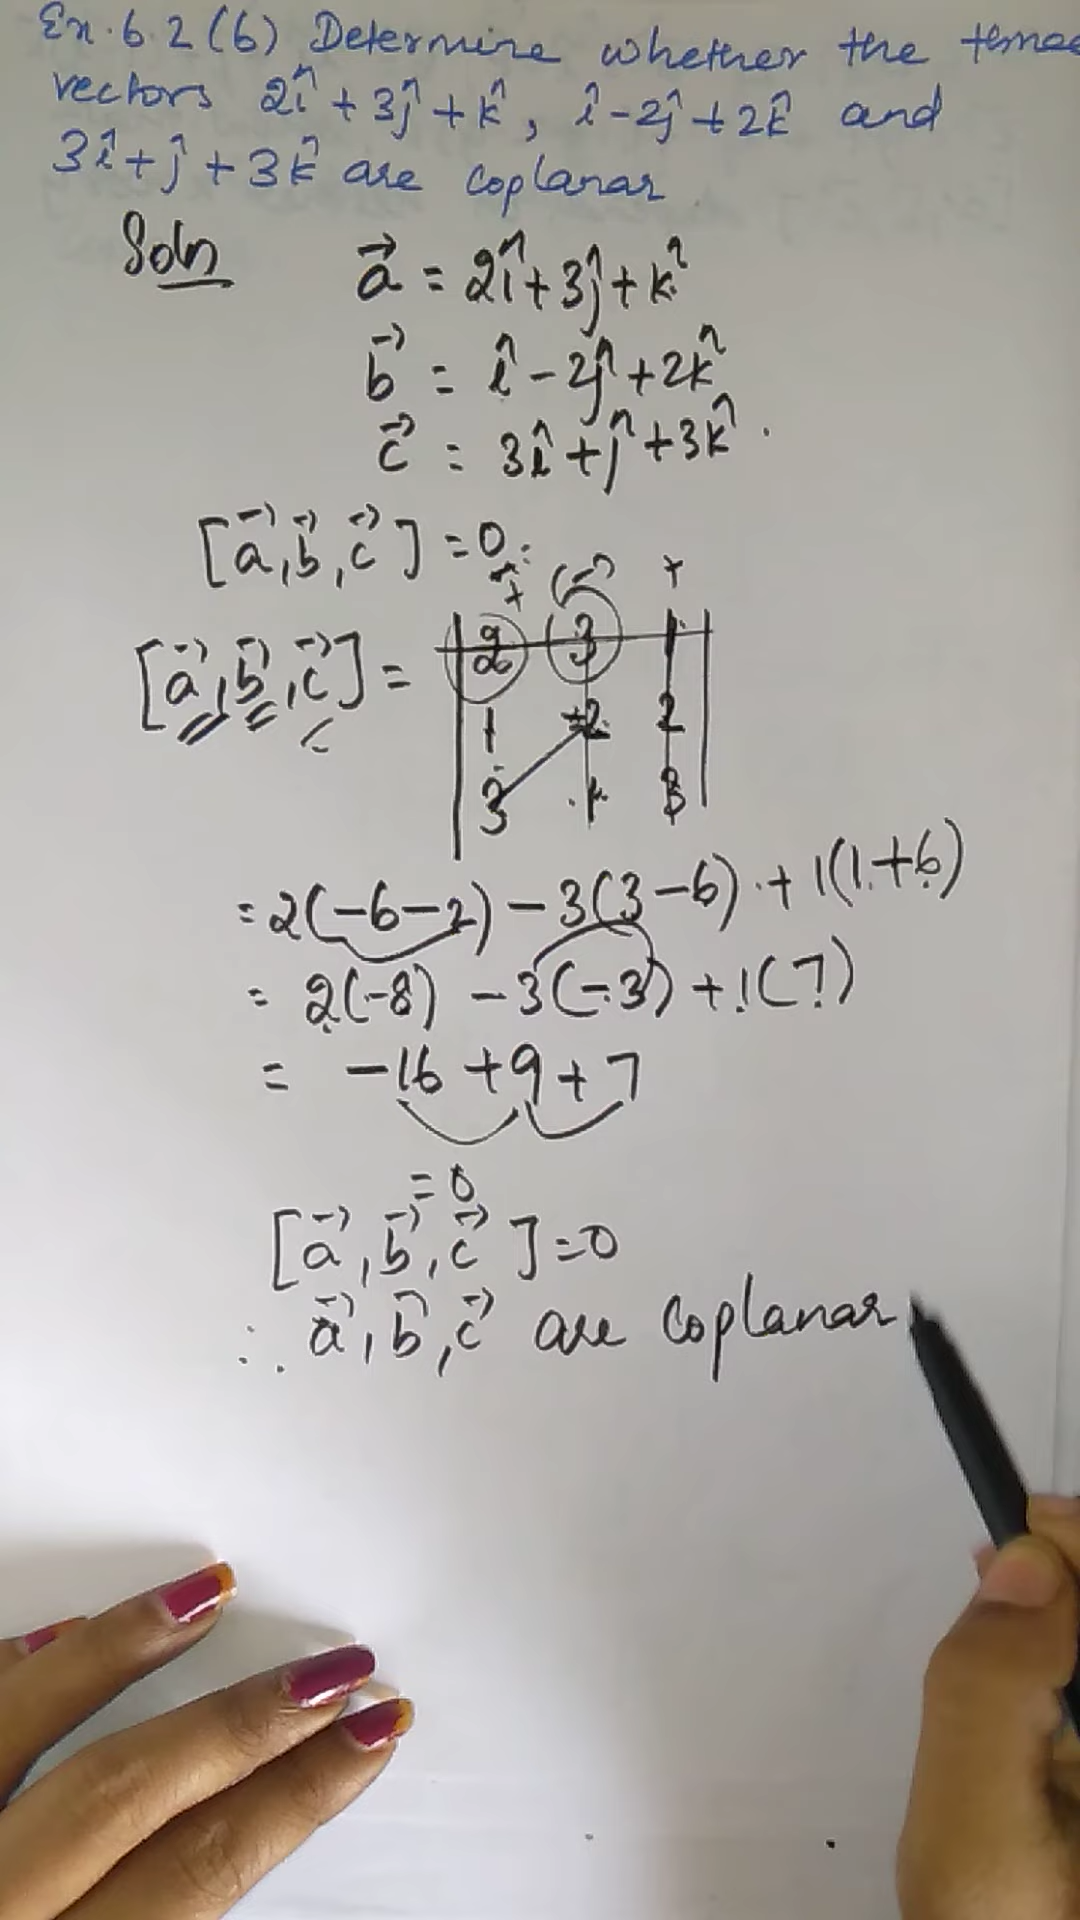 Ex.6.2(6) Determine whether the three
vectors 2î + 3ĵ + k̂, î - 2ĵ + 2k̂ and
3î + ĵ + 3k̂ are coplanar
Soln a⃗ = 2î + 3ĵ + k̂
b⃗ = î - 2ĵ + 2k̂
c⃗ = 3î + ĵ + 3k̂.
[a⃗, b⃗, c⃗] = 0
+ (-) +
[a⃗, b⃗, c⃗] = | 2 3 1 |
| 1 -2 2 |
| 3 1 3 |
= 2(-6-2) - 3(3-6) + 1(1+6)
= 2(-8) - 3(-3) + 1(7)
= -16 + 9 + 7
= 0
[a⃗, b⃗, c⃗] = 0
∴ a⃗, b⃗, c⃗ are coplanar